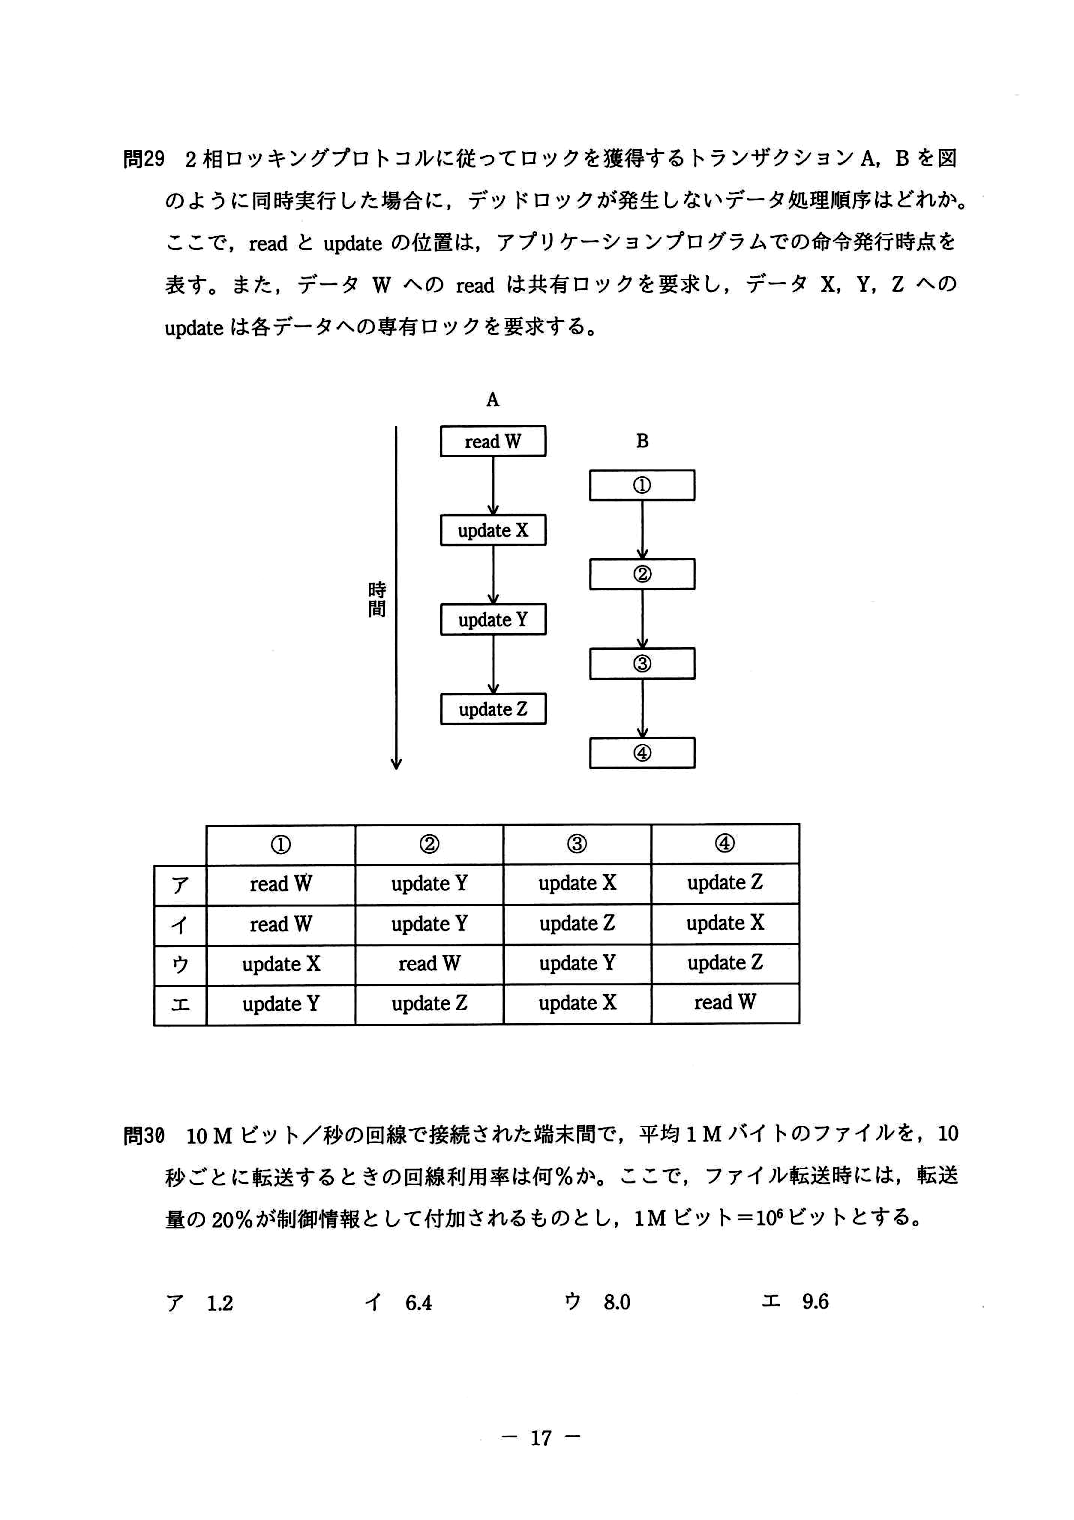 問29 2相ロッキングプロトコルに従ってロックを獲得するトランザクション A，B を図
のように同時実行した場合に，デッドロックが発生しないデータ処理順序はどれか。
ここで，read と update の位置は，アプリケーションプログラムでの命令発行時点を
表す。また，データ W への read は共有ロックを要求し，データ X，Y，Z への
update は各データへの専有ロックを要求する。
A
read W
B
①
update X
②
時間
update Y
③
update Z
④
① ② ③ ④
ア read W update Y update X update Z
イ read W update Y update Z update X
ウ update X read W update Y update Z
エ update Y update Z update X read W
問30 10 M ビット／秒の回線で接続された端末間で，平均 1 M バイトのファイルを，10
秒ごとに転送するときの回線利用率は何％か。ここで，ファイル転送時には，転送
量の 20％が制御情報として付加されるものとし，1M ビット＝10⁶ビットとする。
ア 1.2 イ 6.4 ウ 8.0 エ 9.6
－ 17 －